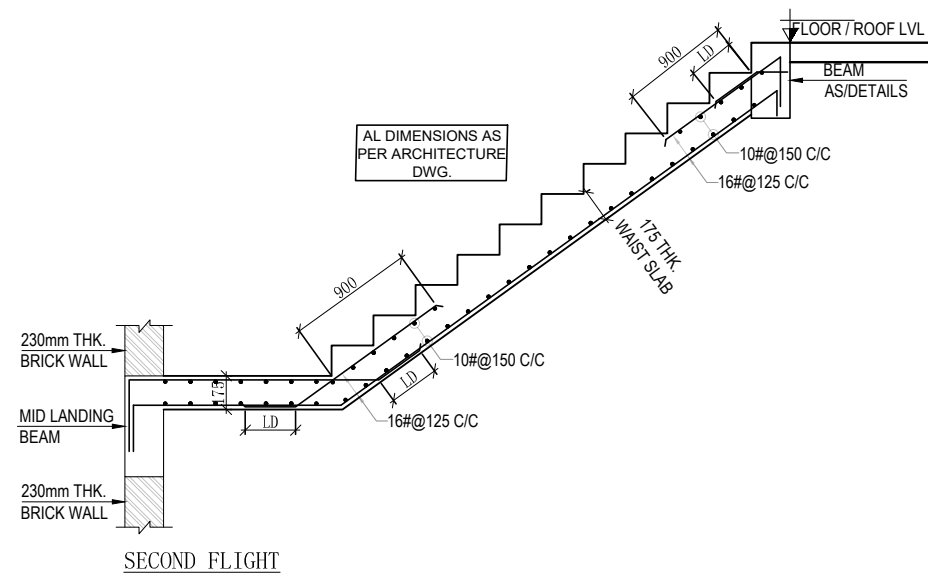 FLOOR / ROOF LVL
BEAM
AS/DETAILS
900
LD
AL DIMENSIONS AS
PER ARCHITECTURE
DWG.
10#@150 C/C
16#@125 C/C
175 THK.
WAIST SLAB
900
230mm THK.
BRICK WALL
10#@150 C/C
175
LD
MID LANDING
BEAM
LD
16#@125 C/C
230mm THK.
BRICK WALL
SECOND FLIGHT